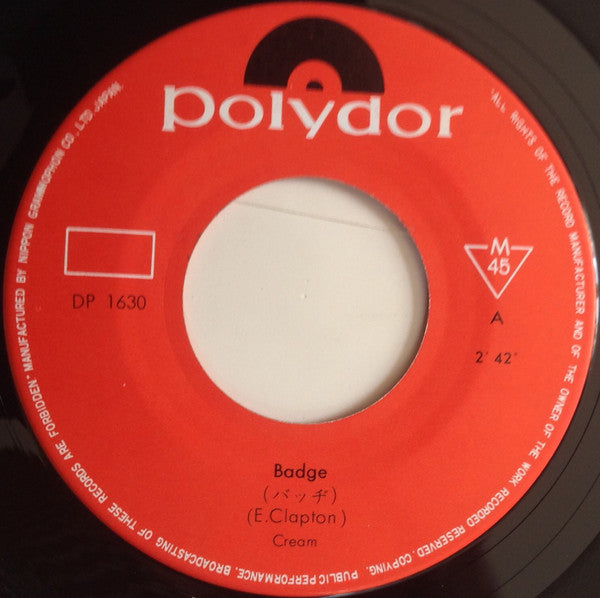 polydor
DP 1630
M
45
A
2' 42"
Badge
(バッヂ)
(E.Clapton)
Cream
"ALL RIGHTS OF THE RECORD MANUFACTURER AND OF THE OWNER OF THE WORK RECORDED RESERVED. COPYING, PUBLIC PERFORMANCE, BROADCASTING OF THESE RECORDS ARE FORBIDDEN" MANUFACTURED BY NIPPON GRAMMOPHON CO., LTD. JAPAN.